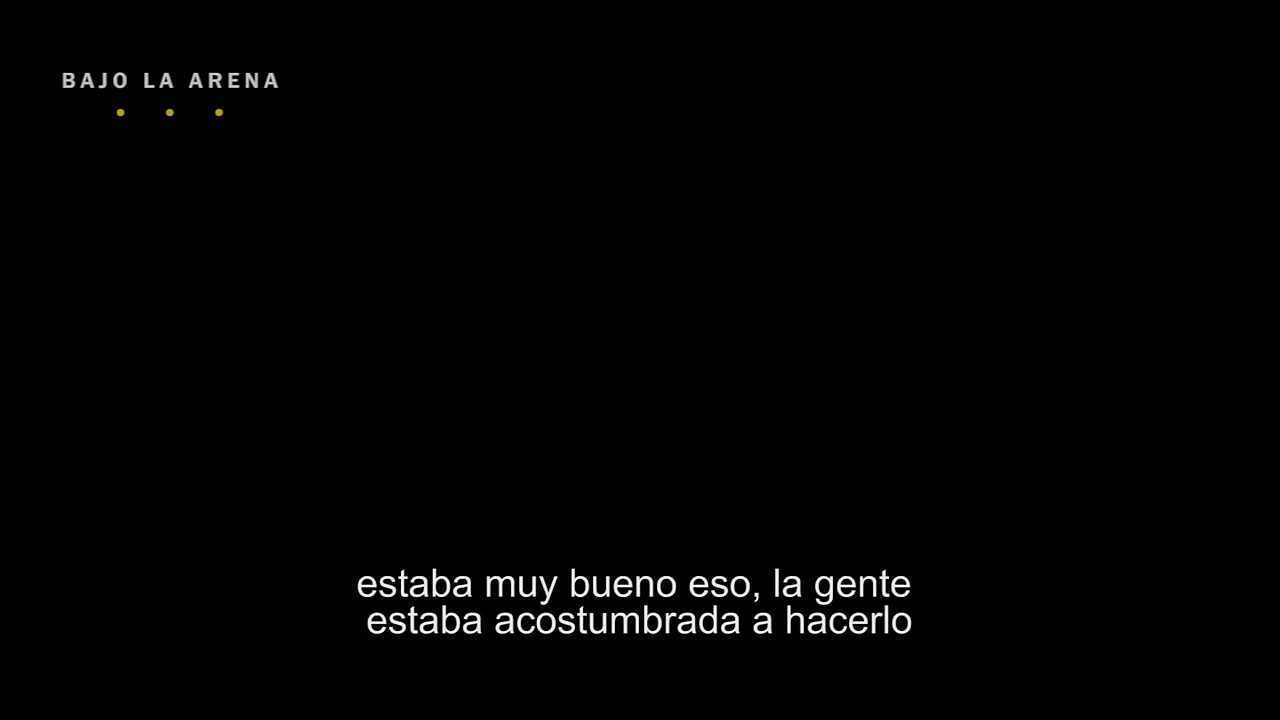 BAJO LA ARENA
estaba muy bueno eso, la gente
estaba acostumbrada a hacerlo